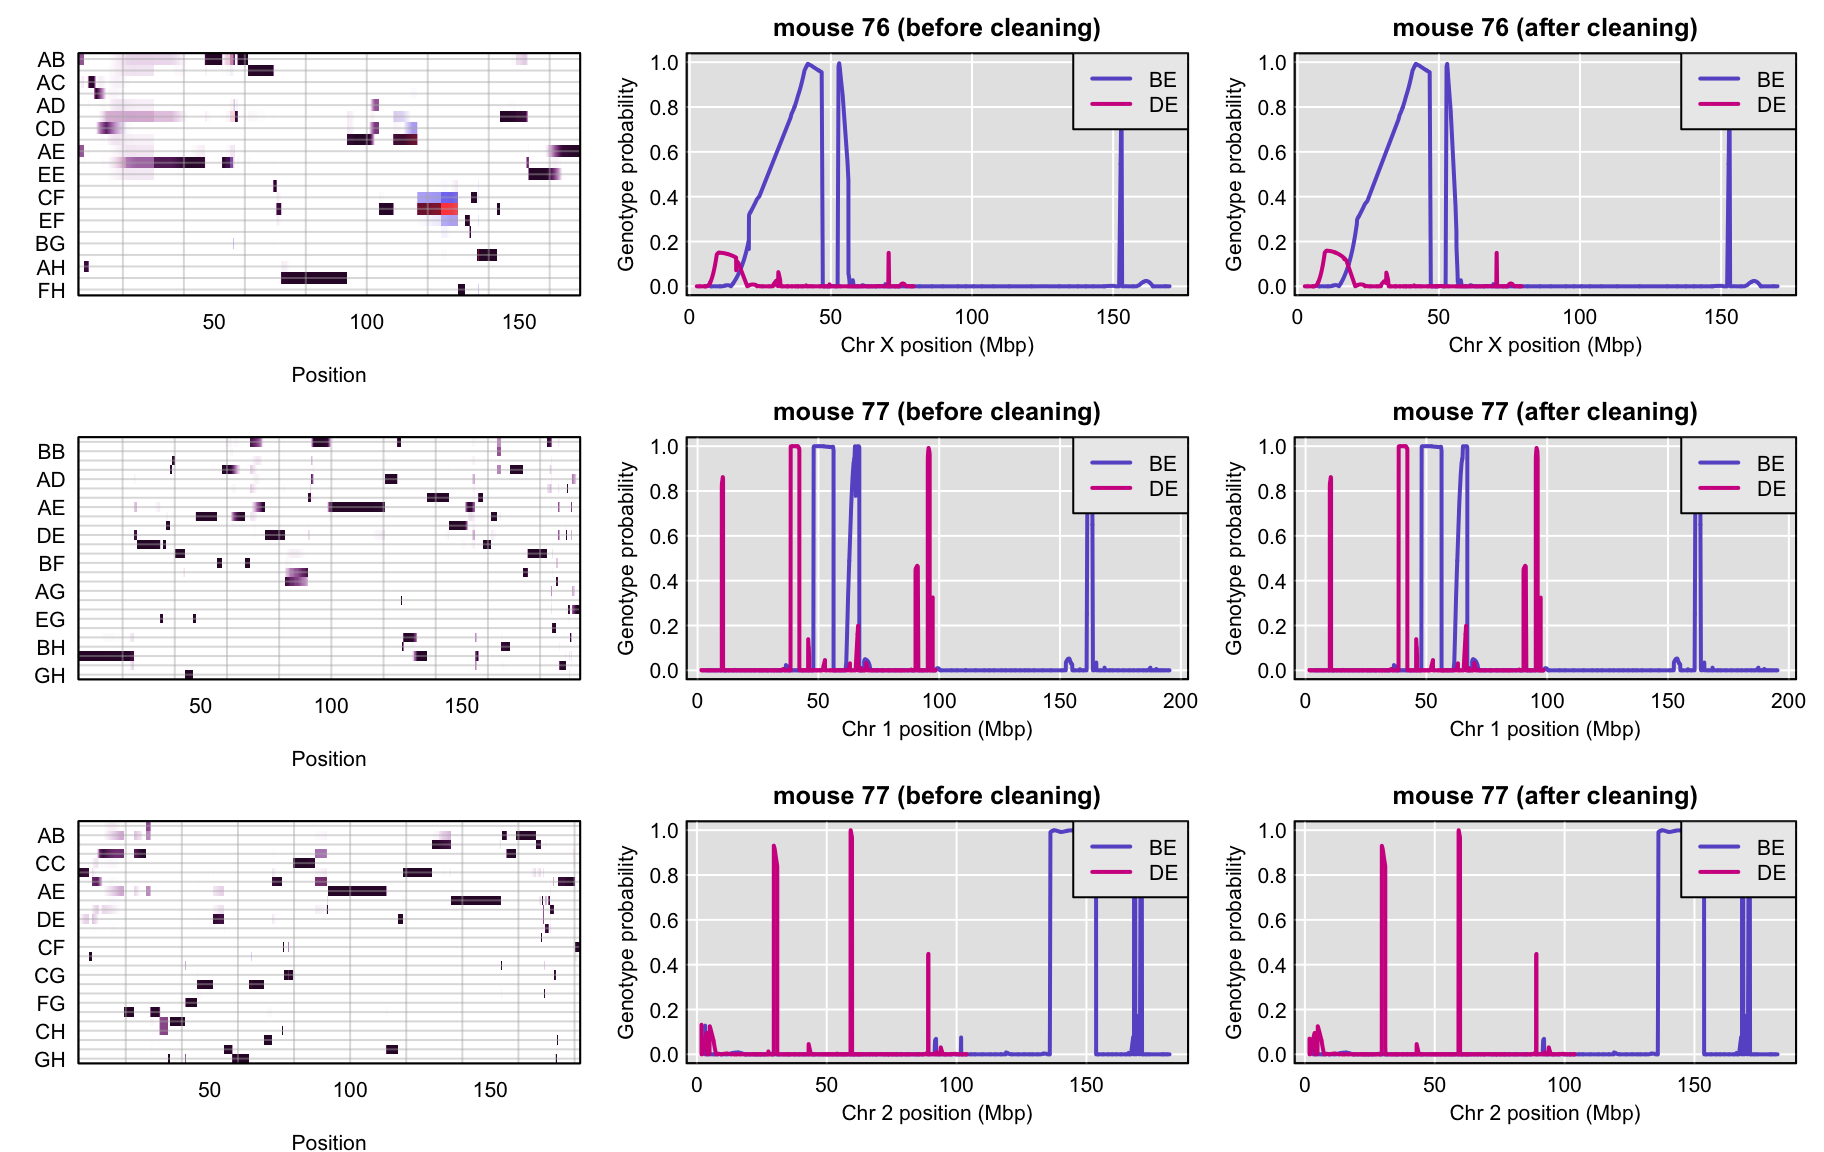 AB
AC
AD
CD
AE
EE
CF
EF
BG
AH
FH
50 100 150
Position
mouse 76 (before cleaning)
Genotype probability
1.0
0.8
0.6
0.4
0.2
0.0
BE
DE
0 50 100 150
Chr X position (Mbp)
mouse 76 (after cleaning)
Genotype probability
1.0
0.8
0.6
0.4
0.2
0.0
BE
DE
0 50 100 150
Chr X position (Mbp)
BB
AD
AE
DE
BF
AG
EG
BH
GH
50 100 150
Position
mouse 77 (before cleaning)
Genotype probability
1.0
0.8
0.6
0.4
0.2
0.0
BE
DE
0 50 100 150 200
Chr 1 position (Mbp)
mouse 77 (after cleaning)
Genotype probability
1.0
0.8
0.6
0.4
0.2
0.0
BE
DE
0 50 100 150 200
Chr 1 position (Mbp)
AB
CC
AE
DE
CF
CG
FG
CH
GH
50 100 150
Position
mouse 77 (before cleaning)
Genotype probability
1.0
0.8
0.6
0.4
0.2
0.0
BE
DE
0 50 100 150
Chr 2 position (Mbp)
mouse 77 (after cleaning)
Genotype probability
1.0
0.8
0.6
0.4
0.2
0.0
BE
DE
0 50 100 150
Chr 2 position (Mbp)